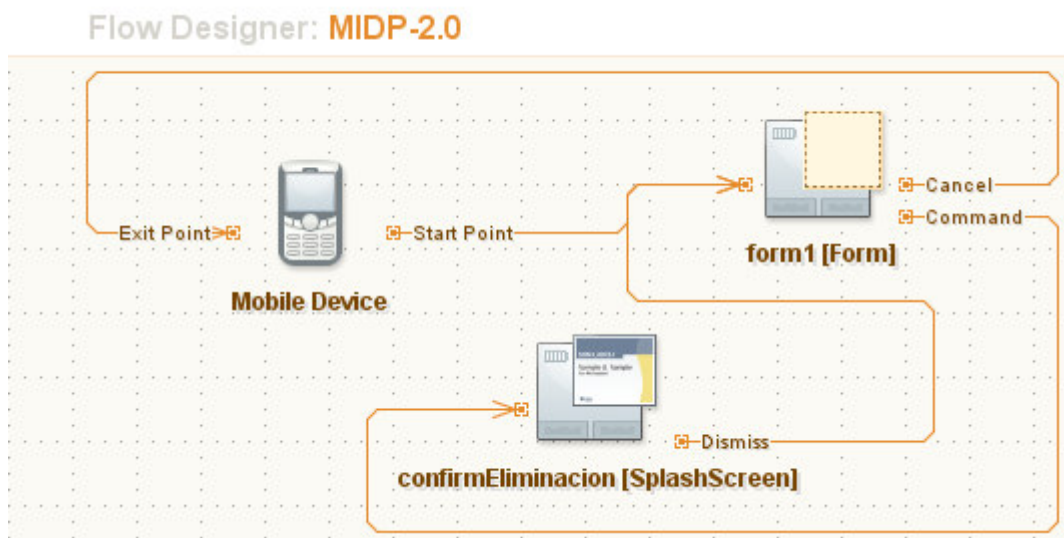 Flow Designer: MIDP-2.0
Cancel
Command
Exit Point
Start Point
form1 [Form]
Mobile Device
Dismiss
confirmEliminacion [SplashScreen]